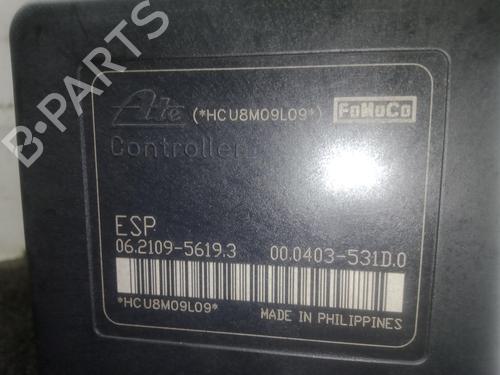 B-PARTS
Ate (*HCU8M09L09*) FoMoCo
Controller
ESP
06.2109-5619.3 00.0403-531D.0
*HCU8M09L09* MADE IN PHILIPPINES